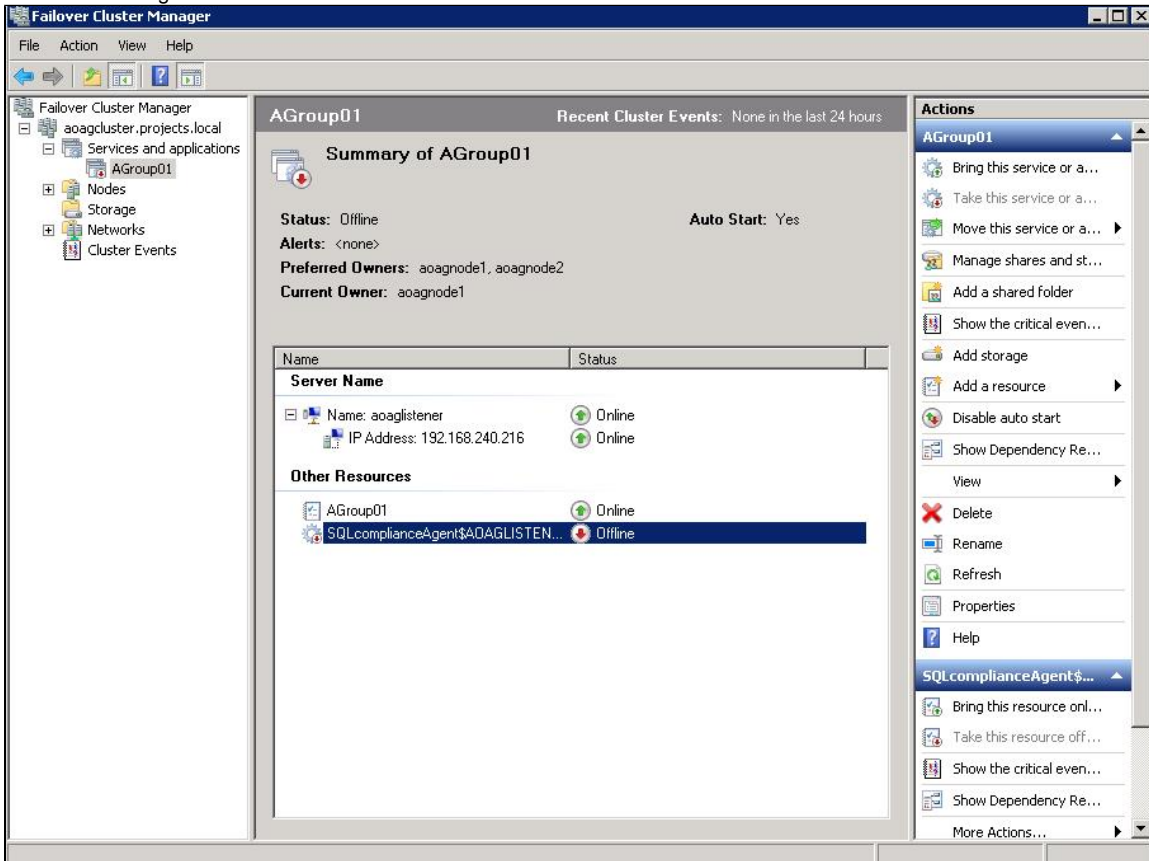 Failover Cluster Manager
File Action View Help
Failover Cluster Manager
aoagcluster.projects.local
Services and applications
AGroup01
Nodes
Storage
Networks
Cluster Events
AGroup01 Recent Cluster Events: None in the last 24 hours
Summary of AGroup01
Status: Offline Auto Start: Yes
Alerts: <none>
Preferred Owners: aoagnode1, aoagnode2
Current Owner: aoagnode1
Name Status
Server Name
Name: aoaglistener Online
IP Address: 192.168.240.216 Online
Other Resources
AGroup01 Online
SQLcomplianceAgent$AOAGLISTEN... Offline
Actions
AGroup01
Bring this service or a...
Take this service or a...
Move this service or a...
Manage shares and st...
Add a shared folder
Show the critical even...
Add storage
Add a resource
Disable auto start
Show Dependency Re...
View
Delete
Rename
Refresh
Properties
Help
SQLcomplianceAgent$...
Bring this resource onl...
Take this resource off...
Show the critical even...
Show Dependency Re...
More Actions...